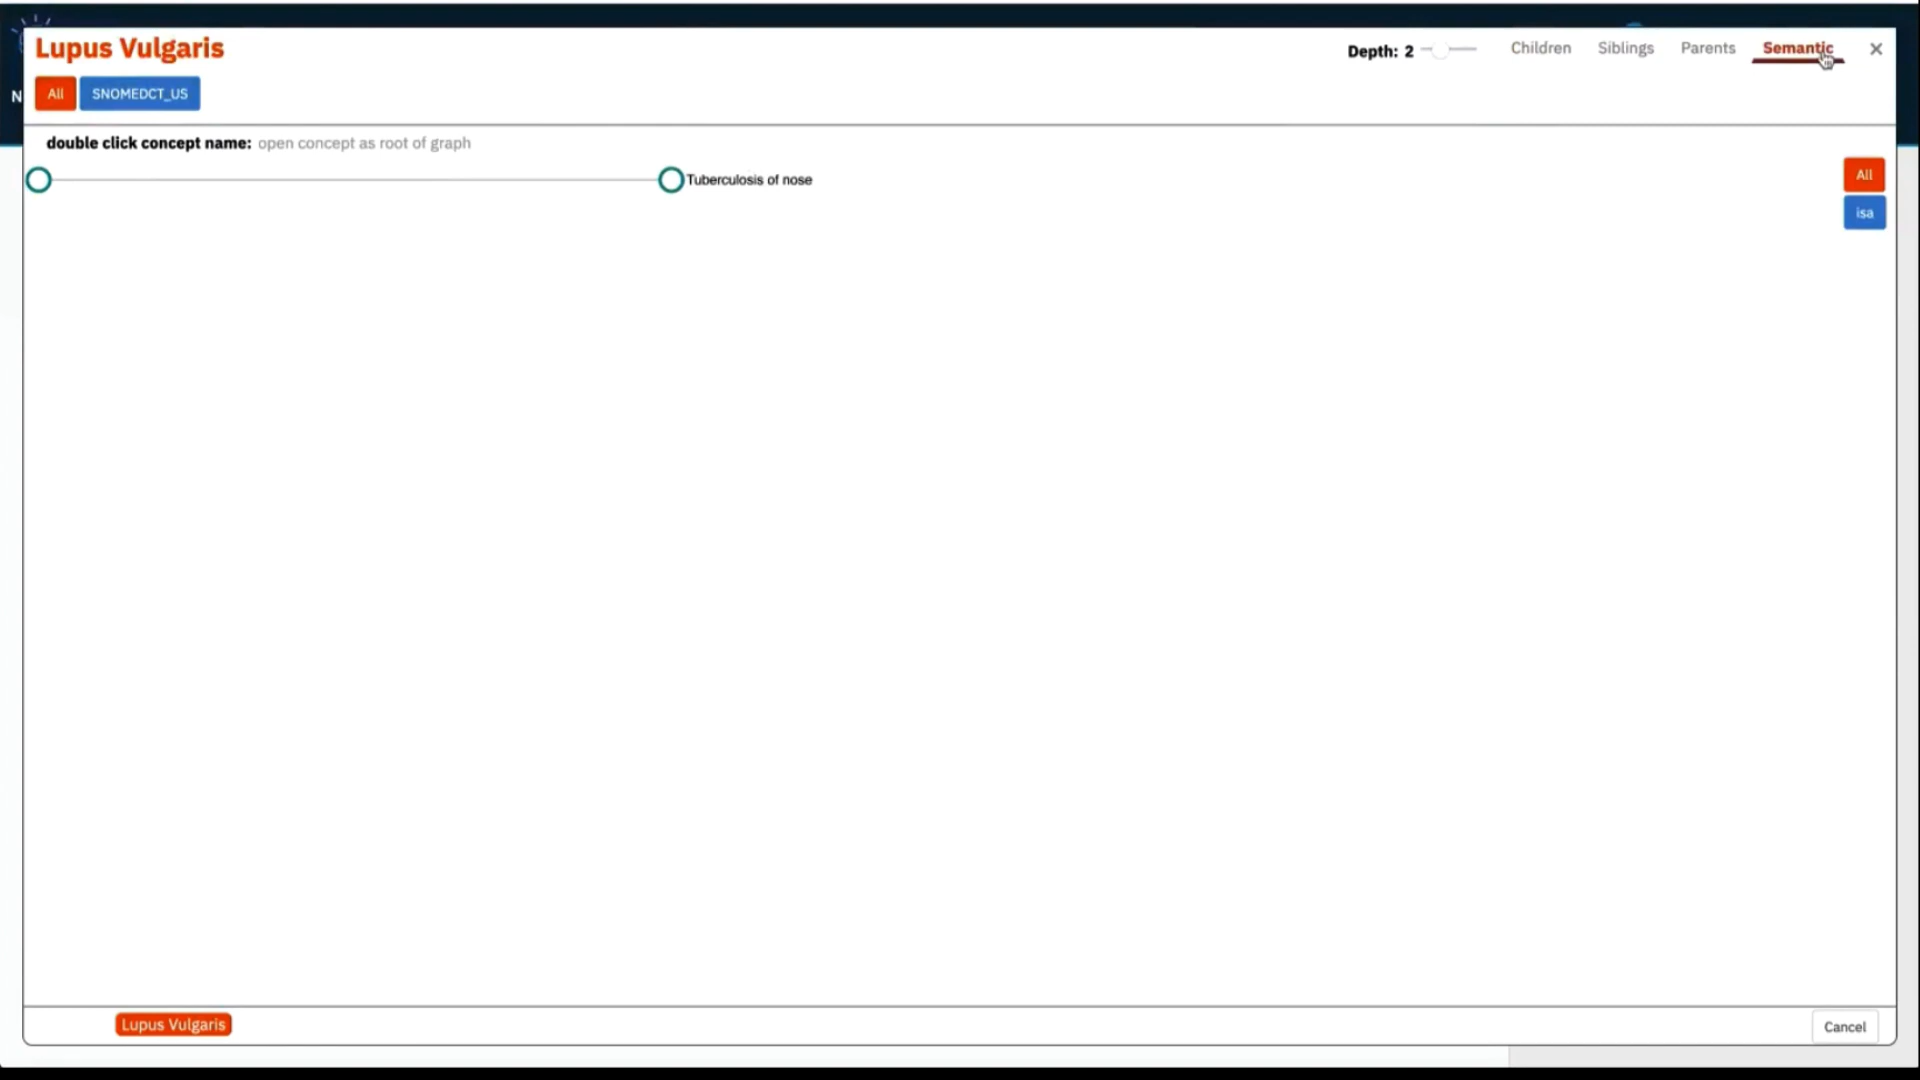 Lupus Vulgaris
Depth: 2
Children
Siblings
Parents
Semantic
×
N
All
SNOMEDCT_US
double click concept name: open concept as root of graph
Tuberculosis of nose
All
isa
Lupus Vulgaris
Cancel